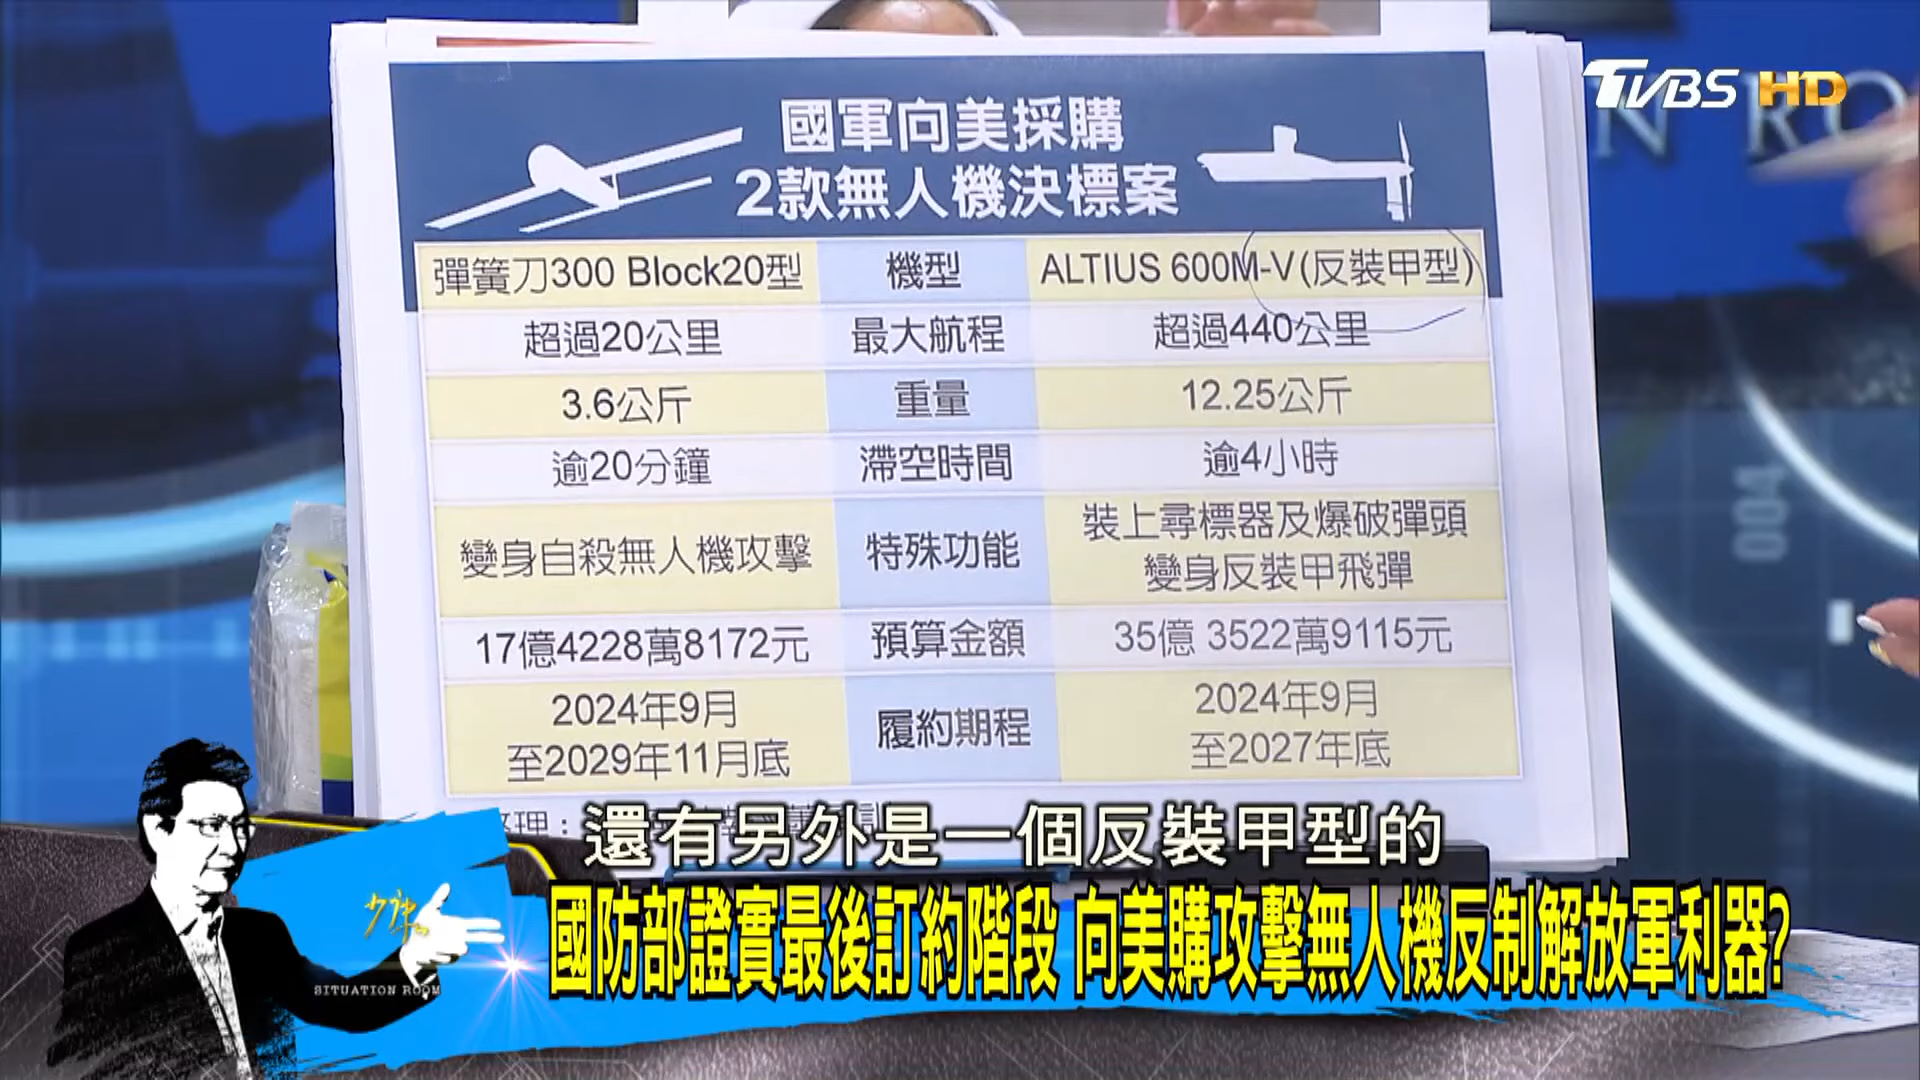 TVBS HD
N RO
國軍向美採購
2款無人機決標案
彈簧刀300 Block20型 機型 ALTIUS 600M-V(反裝甲型)
超過20公里 最大航程 超過440公里
3.6公斤 重量 12.25公斤
逾20分鐘 滯空時間 逾4小時
變身自殺無人機攻擊 特殊功能 裝上尋標器及爆破彈頭
變身反裝甲飛彈
17億4228萬8172元 預算金額 35億 3522萬9115元
2024年9月
至2029年11月底 履約期程 2024年9月
至2027年底
004
還有另外是一個反裝甲型的
國防部證實最後訂約階段 向美購攻擊無人機反制解放軍利器?
少康
SITUATION ROOM